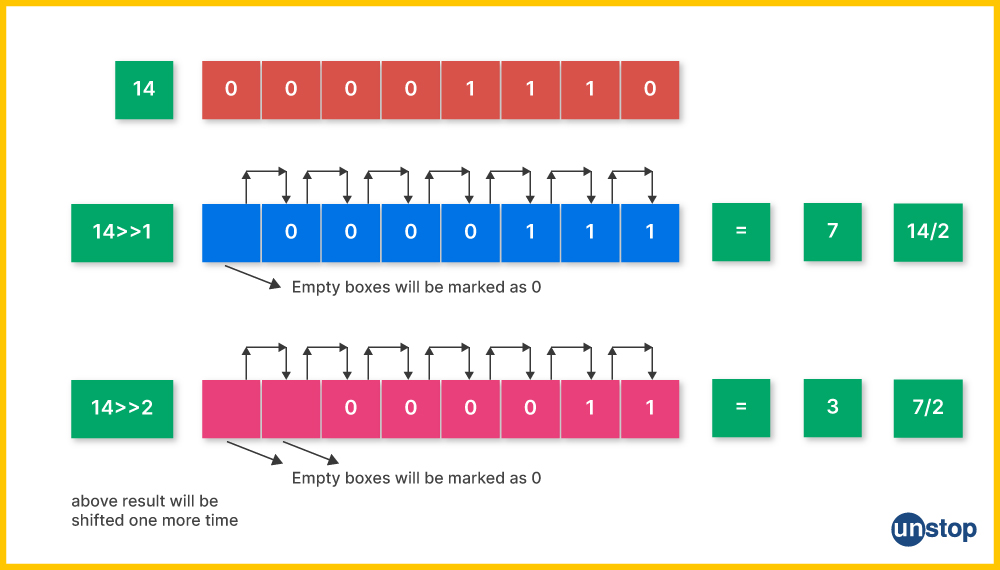 14 0 0 0 0 1 1 1 0
14>>1 0 0 0 0 1 1 1 = 7 14/2
Empty boxes will be marked as 0
14>>2 0 0 0 0 1 1 = 3 7/2
Empty boxes will be marked as 0
above result will be
shifted one more time
unstop